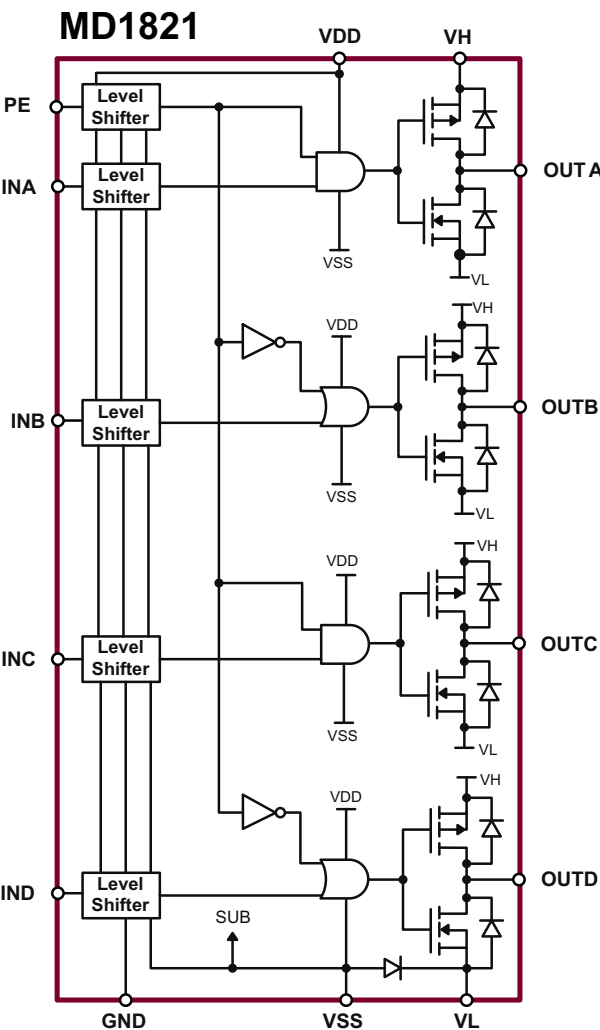 MD1821
VDD
VH
PE
Level
Shifter
INA
Level
Shifter
OUTA
VSS
VL
VH
VDD
INB
Level
Shifter
OUTB
VSS
VL
VH
VDD
INC
Level
Shifter
OUTC
VSS
VL
VH
VDD
IND
Level
Shifter
OUTD
SUB
GND
VSS
VL